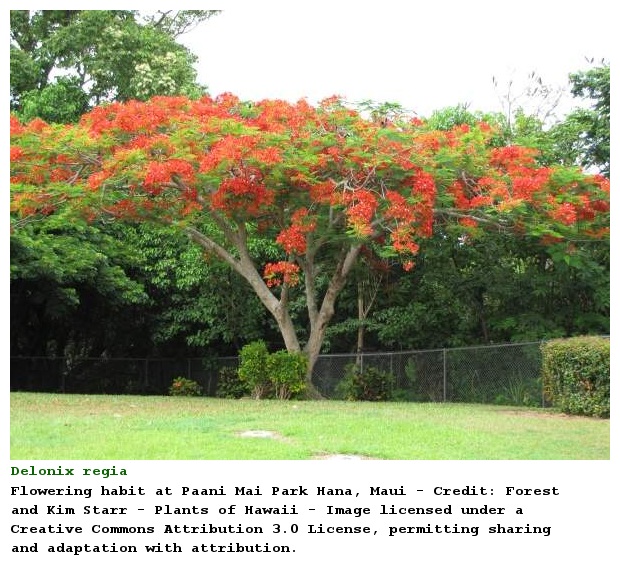 Delonix regia
Flowering habit at Paani Mai Park Hana, Maui - Credit: Forest
and Kim Starr - Plants of Hawaii - Image licensed under a
Creative Commons Attribution 3.0 License, permitting sharing
and adaptation with attribution.